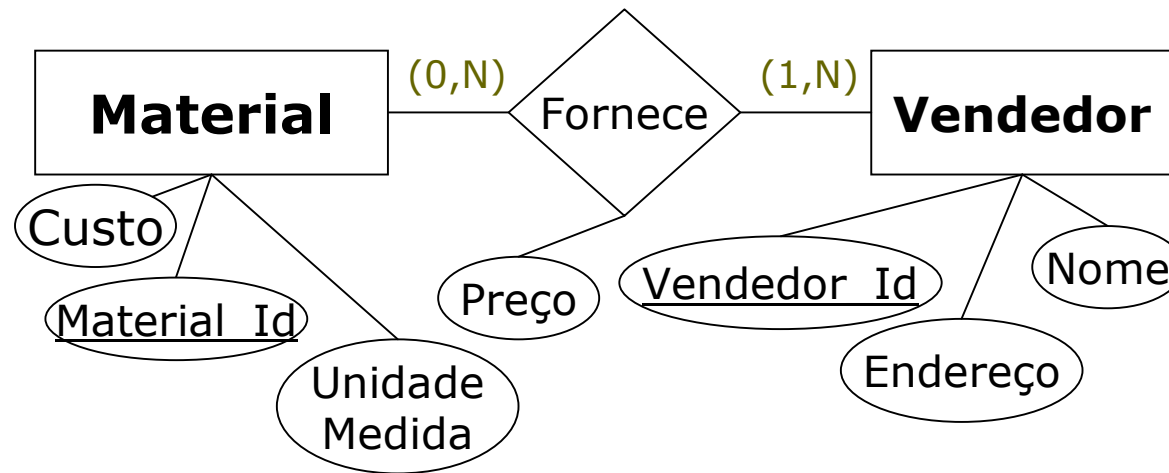 (0,N)
(1,N)
Material
Fornece
Vendedor
Custo
Material_Id
Preço
Vendedor_Id
Nome
Unidade
Medida
Endereço